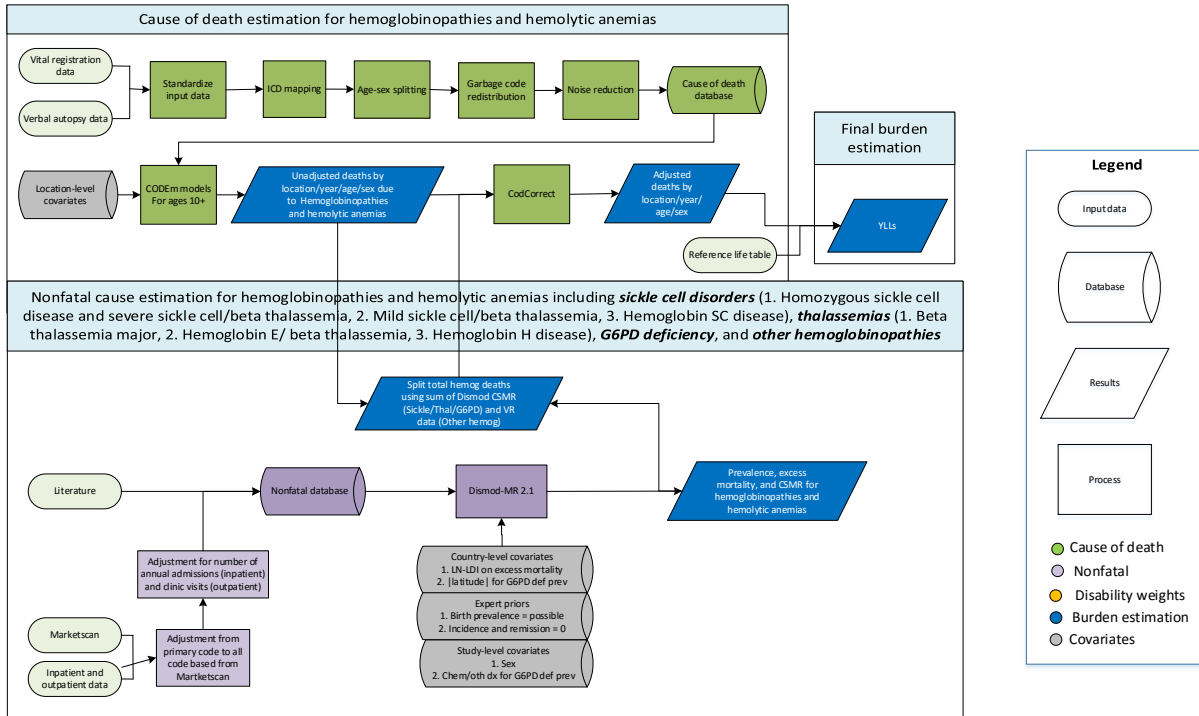 Cause of death estimation for hemoglobinopathies and hemolytic anemias
Vital registration
data
Verbal autopsy data
Standardize
input data
ICD mapping
Age-sex splitting
Garbage code
redistribution
Noise reduction
Cause of death
database
Location-level
covariates
CODEm models
For ages 10+
Unadjusted deaths by
location/year/age/sex due
to Hemoglobinopathies
and hemolytic anemias
CodCorrect
Adjusted
deaths by
location/year/
age/sex
Reference life table
Final burden
estimation
YLLs
Nonfatal cause estimation for hemoglobinopathies and hemolytic anemias including sickle cell disorders (1. Homozygous sickle cell
disease and severe sickle cell/beta thalassemia, 2. Mild sickle cell/beta thalassemia, 3. Hemoglobin SC disease), thalassemias (1. Beta
thalassemia major, 2. Hemoglobin E/ beta thalassemia, 3. Hemoglobin H disease), G6PD deficiency, and other hemoglobinopathies
Split total hemog deaths
using sum of Dismod CSMR
(Sickle/Thal/G6PD) and VR
data (Other hemog)
Literature
Nonfatal database
Dismod-MR 2.1
Prevalence, excess
mortality, and CSMR for
hemoglobinopathies and
hemolytic anemias
Adjustment for number of
annual admissions (inpatient)
and clinic visits (outpatient)
Marketscan
Inpatient and
outpatient data
Adjustment from
primary code to all
code based from
Martketscan
Country-level covariates
1. LN-LDI on excess mortality
2. |latitude| for G6PD def prev
Expert priors
1. Birth prevalence = possible
2. Incidence and remission = 0
Study-level covariates
1. Sex
2. Chem/oth dx for G6PD def prev
Legend
Input data
Database
Results
Process
Cause of death
Nonfatal
Disability weights
Burden estimation
Covariates